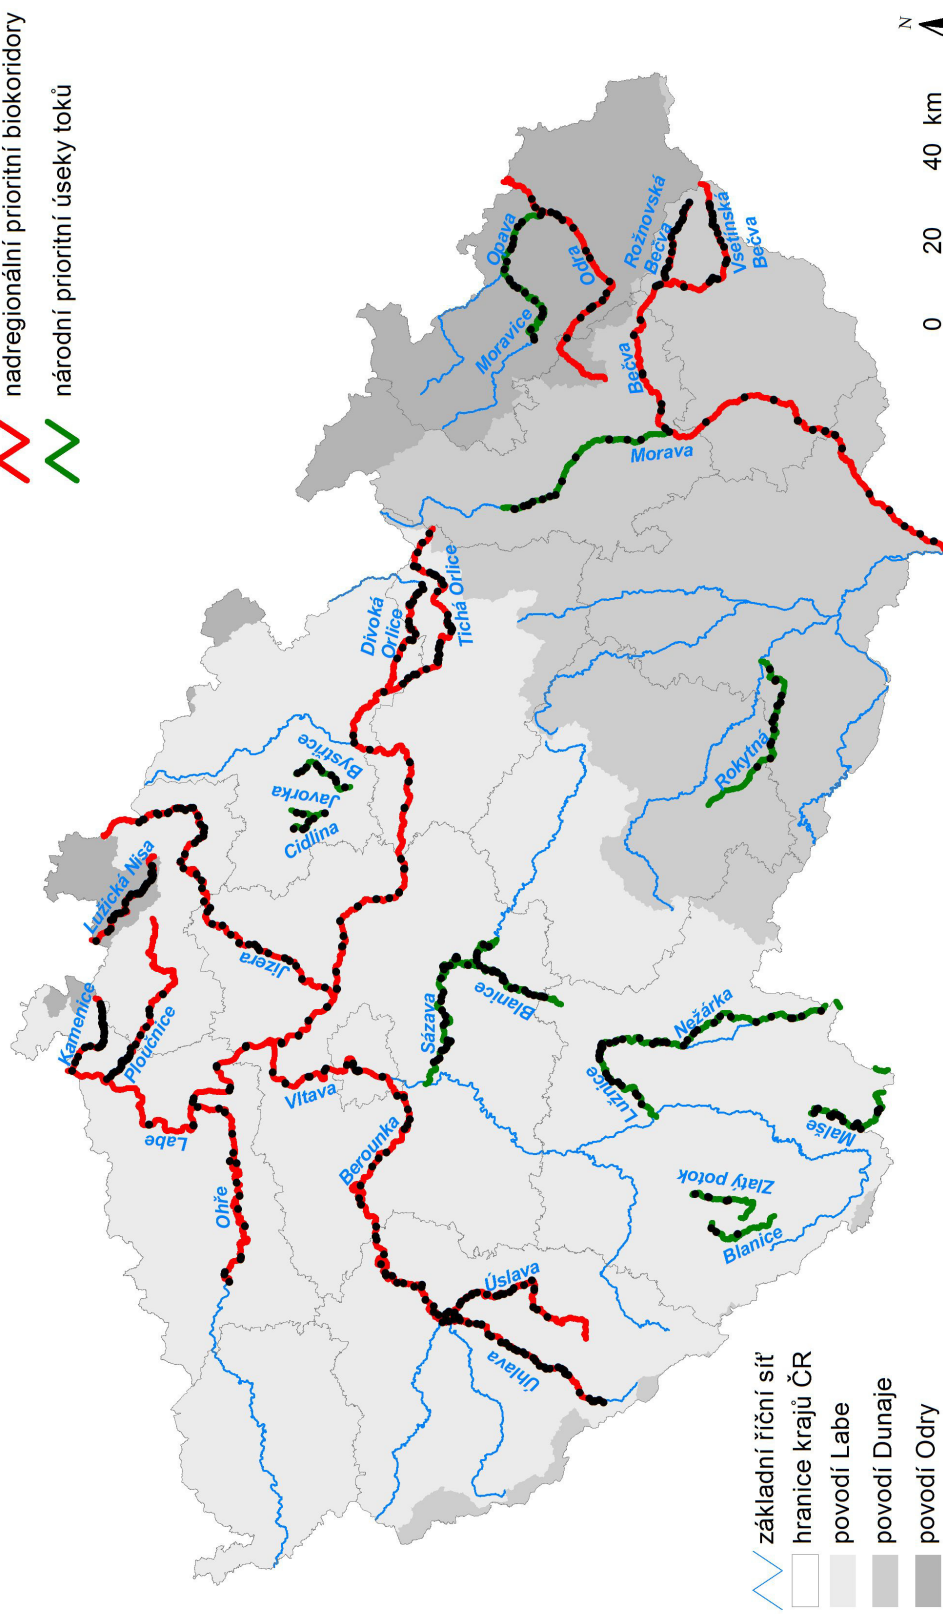 nadregionální prioritní biokoridory
národní prioritní úseky toků
Lužická Nisa
Kamenice
Ploučnice
Labe
Ohře
Jizera
Cidlina
Javorka
Bystřice
Divoká
Orlice
Tichá Orlice
Vltava
Berounka
Sázava
Blanice
Úslava
Úhlava
Lužnice
Nežárka
Malše
Zlatý potok
Blanice
Rokytná
Morava
Moravice
Opava
Odra
Bečva
Rožnovská
Bečva
Vsetínská
Bečva
základní říční síť
hranice krajů ČR
povodí Labe
povodí Dunaje
povodí Odry
0 20 40 km
N